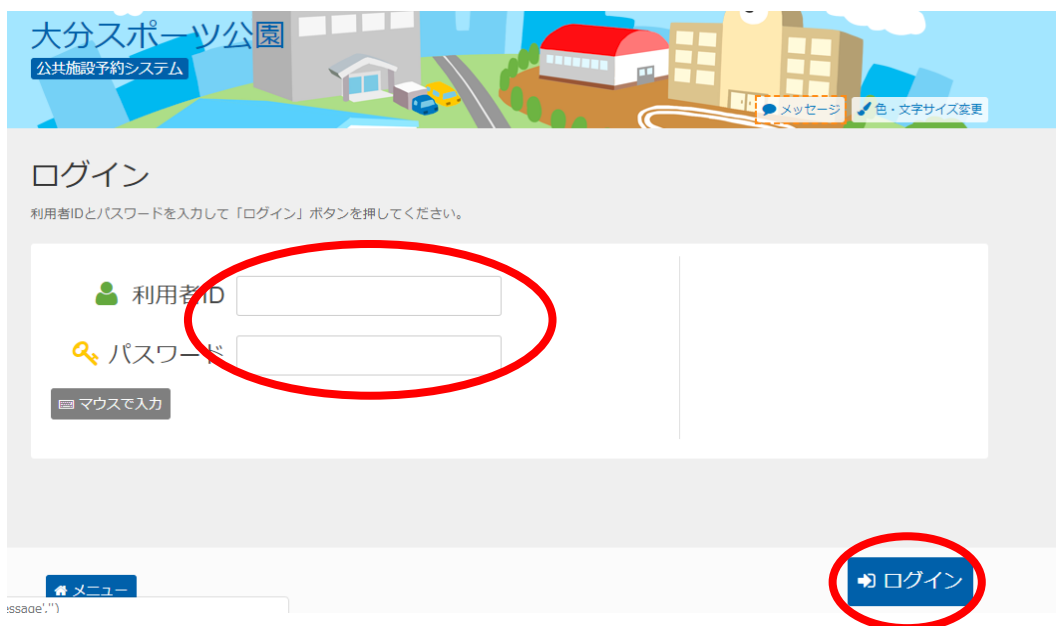 大分スポーツ公園
公共施設予約システム
メッセージ
色・文字サイズ変更
ログイン
利用者IDとパスワードを入力して「ログイン」ボタンを押してください。
利用者ID
パスワード
マウスで入力
ログイン
メニュー
essage','')